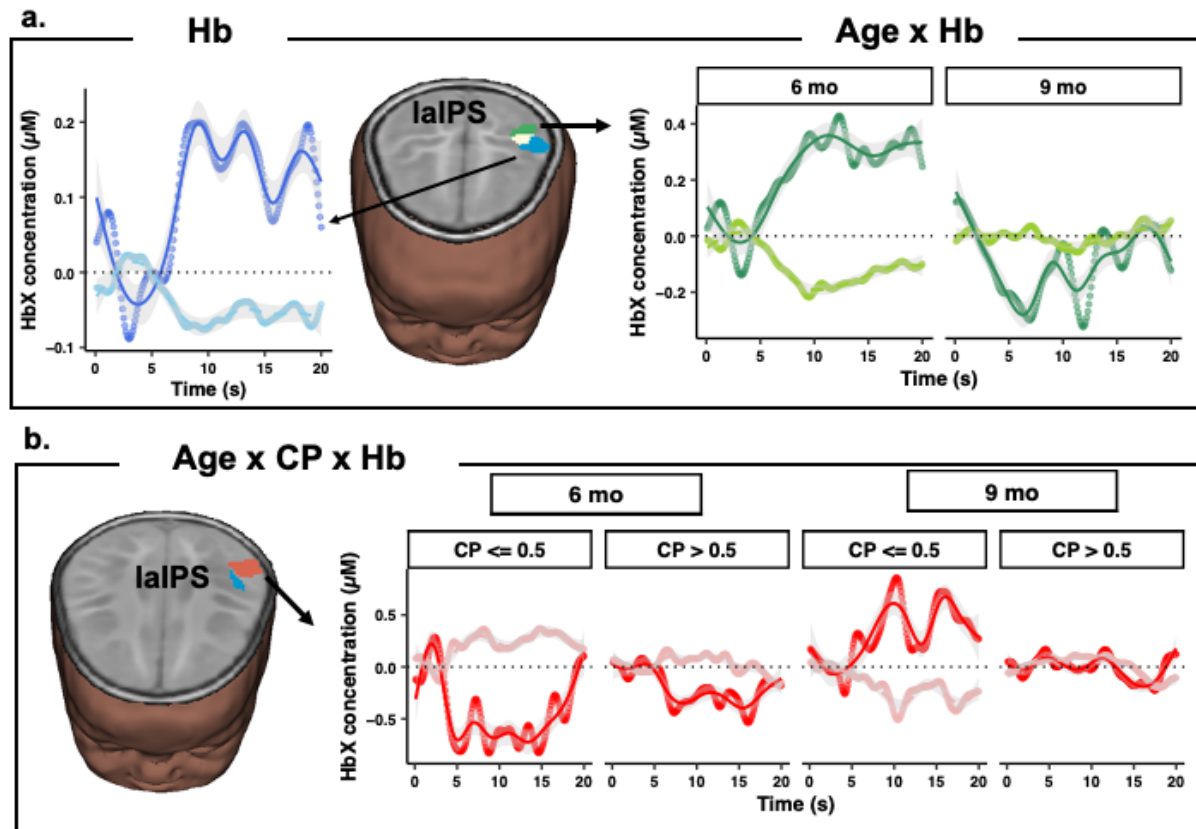 a.
Hb
Age x Hb
HbX concentration (µM)
0.2
0.1
0.0
−0.1
0 5 10 15 20
Time (s)
laIPS
HbX concentration (µM)
0.4
0.2
0.0
−0.2
6 mo
9 mo
0 5 10 15 20
0 5 10 15 20
Time (s)
b.
Age x CP x Hb
laIPS
6 mo
9 mo
CP <= 0.5
CP > 0.5
CP <= 0.5
CP > 0.5
HbX concentration (µM)
0.5
0.0
−0.5
0 5 10 15 20
0 5 10 15 20
0 5 10 15 20
0 5 10 15 20
Time (s)